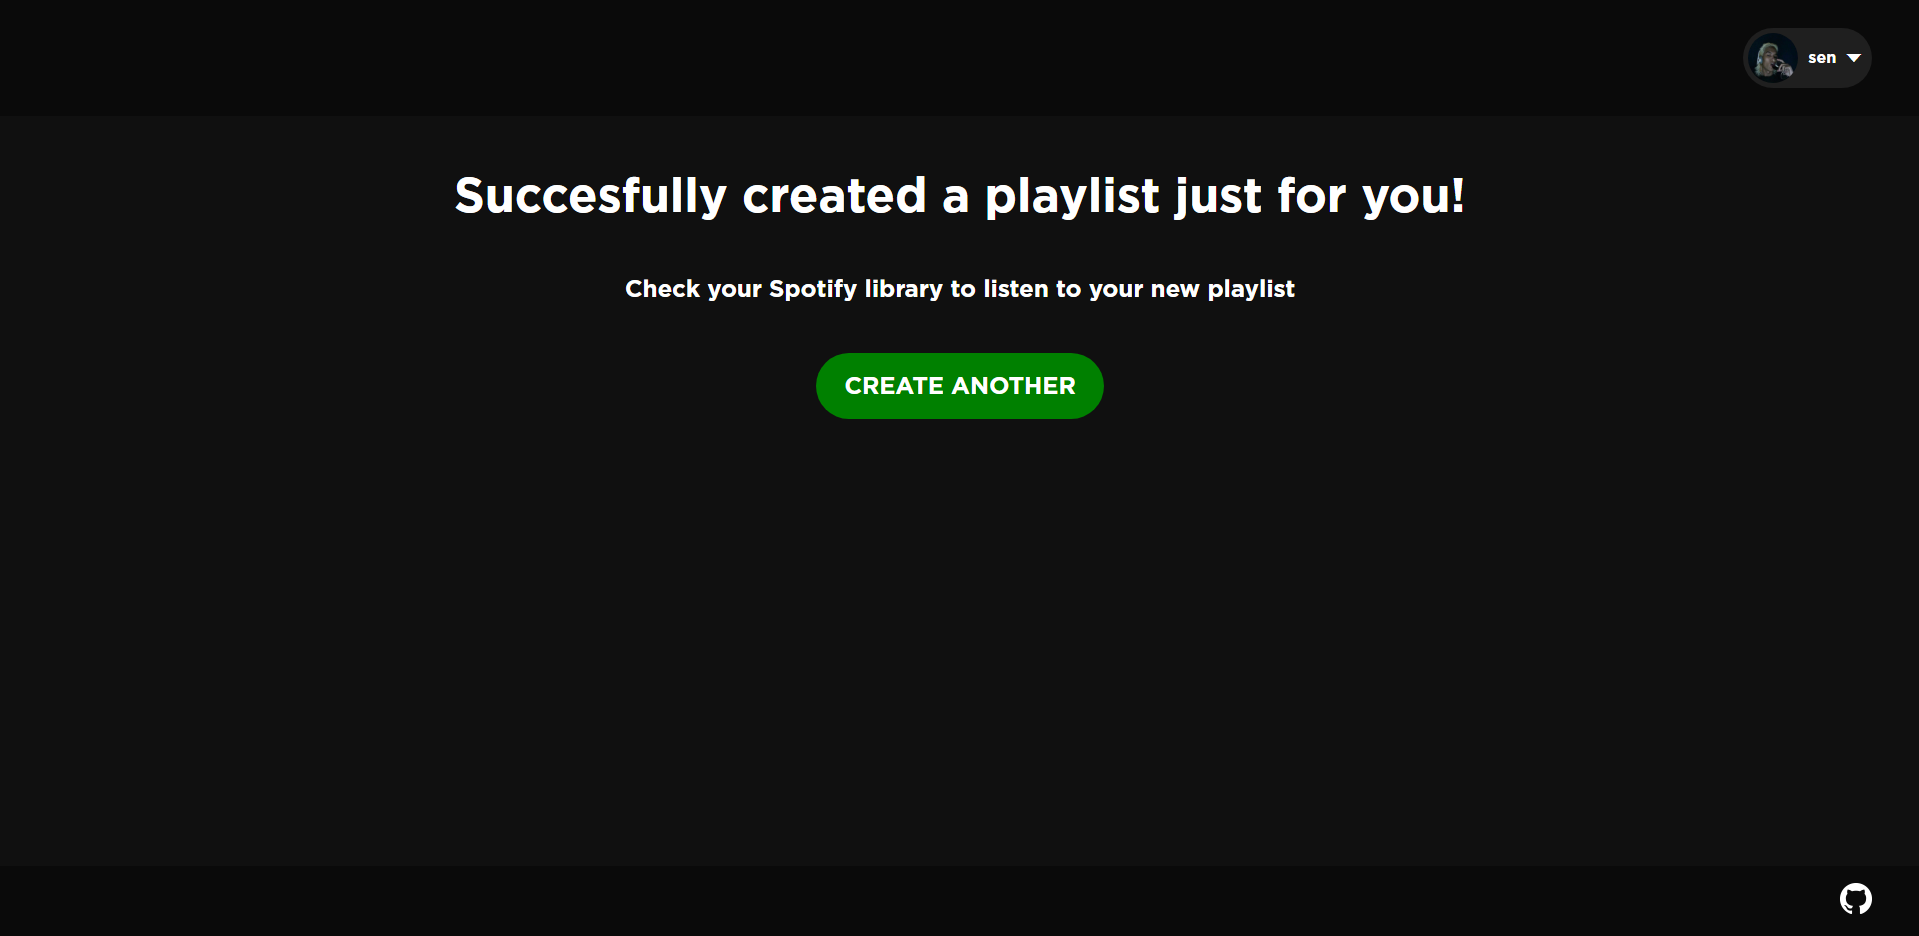 sen
Succesfully created a playlist just for you!
Check your Spotify library to listen to your new playlist
CREATE ANOTHER